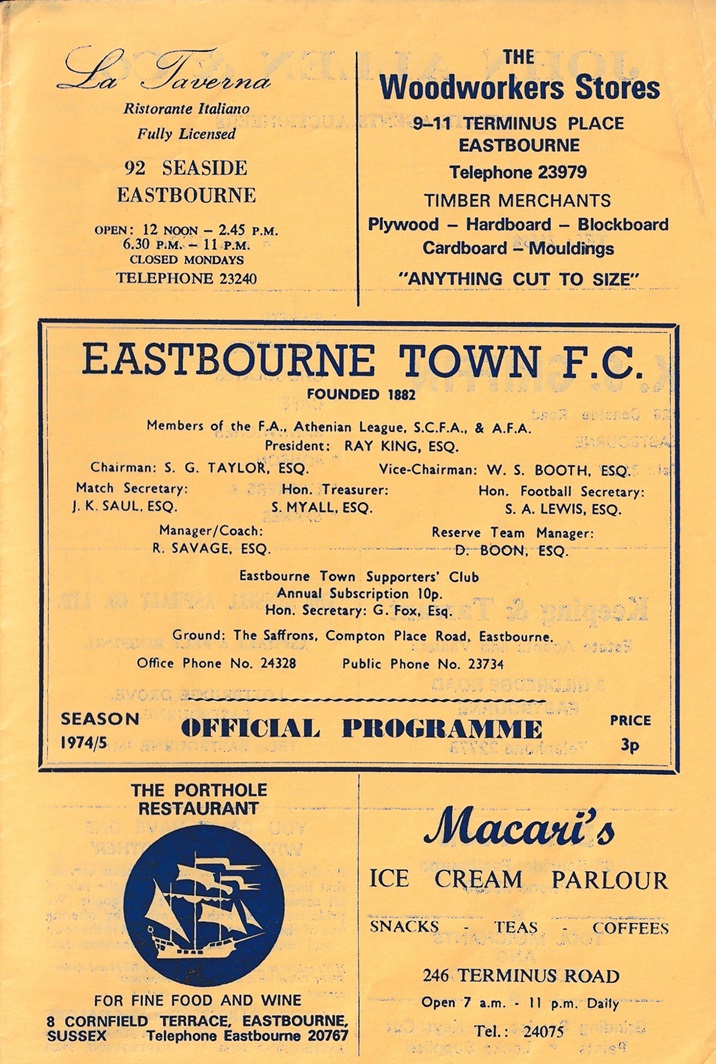 La Taverna
Ristorante Italiano
Fully Licensed
92 SEASIDE
EASTBOURNE
OPEN: 12 NOON – 2.45 P.M.
6.30 P.M. – 11 P.M.
CLOSED MONDAYS
TELEPHONE 23240
THE
Woodworkers Stores
9–11 TERMINUS PLACE
EASTBOURNE
Telephone 23979
TIMBER MERCHANTS
Plywood – Hardboard – Blockboard
Cardboard – Mouldings
"ANYTHING CUT TO SIZE"
EASTBOURNE TOWN F.C.
FOUNDED 1882
Members of the F.A., Athenian League, S.C.F.A., & A.F.A.
President: RAY KING, ESQ.
Chairman: S. G. TAYLOR, ESQ. Vice-Chairman: W. S. BOOTH, ESQ.
Match Secretary: Hon. Treasurer: Hon. Football Secretary:
J. K. SAUL, ESQ. S. MYALL, ESQ. S. A. LEWIS, ESQ.
Manager/Coach: Reserve Team Manager:
R. SAVAGE, ESQ. D. BOON, ESQ.
Eastbourne Town Supporters' Club
Annual Subscription 10p.
Hon. Secretary: G. Fox, Esq.
Ground: The Saffrons, Compton Place Road, Eastbourne.
Office Phone No. 24328 Public Phone No. 23734
SEASON
1974/5
OFFICIAL PROGRAMME
PRICE
3p
THE PORTHOLE
RESTAURANT
FOR FINE FOOD AND WINE
8 CORNFIELD TERRACE, EASTBOURNE,
SUSSEX Telephone Eastbourne 20767
Macari's
ICE CREAM PARLOUR
SNACKS - TEAS - COFFEES
246 TERMINUS ROAD
Open 7 a.m. - 11 p.m. Daily
Tel.: 24075